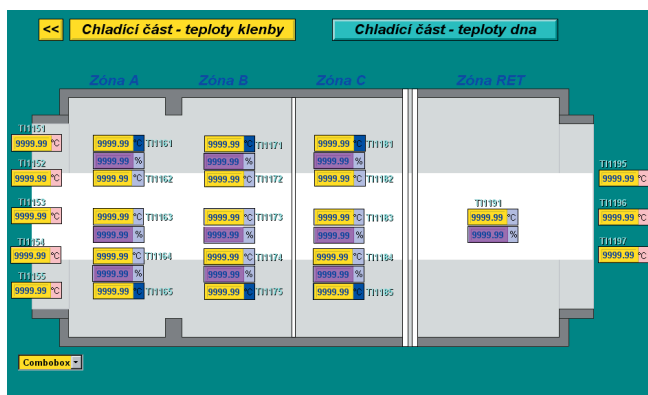 << Chladící část - teploty klenby Chladící část - teploty dna
Zóna A Zóna B Zóna C Zóna RET
TI1151
9999.99 °C 9999.99 °C TI1161 9999.99 °C TI1171 9999.99 °C TI1181
TI1152 9999.99 % 9999.99 % 9999.99 % TI1195
9999.99 °C 9999.99 °C TI1162 9999.99 °C TI1172 9999.99 °C TI1182 9999.99 °C
TI1153 TI1191 TI1196
9999.99 °C 9999.99 °C TI1163 9999.99 °C TI1173 9999.99 °C TI1183 9999.99 °C 9999.99 °C
9999.99 % 9999.99 % 9999.99 % 9999.99 %
TI1154 TI1197
9999.99 °C 9999.99 °C TI1164 9999.99 °C TI1174 9999.99 °C TI1184 9999.99 °C
TI1155 9999.99 % 9999.99 % 9999.99 %
9999.99 °C 9999.99 °C TI1165 9999.99 °C TI1175 9999.99 °C TI1185
Combobox